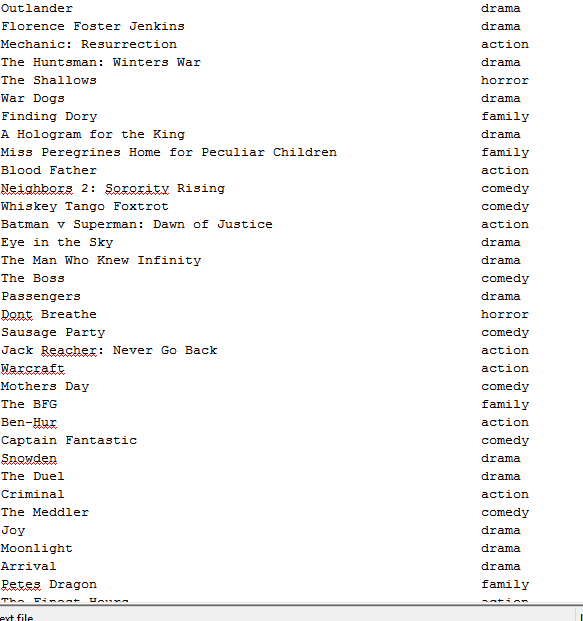 Outlander drama
Florence Foster Jenkins drama
Mechanic: Resurrection action
The Huntsman: Winters War drama
The Shallows horror
War Dogs drama
Finding Dory family
A Hologram for the King drama
Miss Peregrines Home for Peculiar Children family
Blood Father action
Neighbors 2: Sorority Rising comedy
Whiskey Tango Foxtrot comedy
Batman v Superman: Dawn of Justice action
Eye in the Sky drama
The Man Who Knew Infinity drama
The Boss comedy
Passengers drama
Dont Breathe horror
Sausage Party comedy
Jack Reacher: Never Go Back action
Warcraft action
Mothers Day comedy
The BFG family
Ben-Hur action
Captain Fantastic comedy
Snowden drama
The Duel drama
Criminal action
The Meddler comedy
Joy drama
Moonlight drama
Arrival drama
Petes Dragon family
The Finest Hours action
ext file